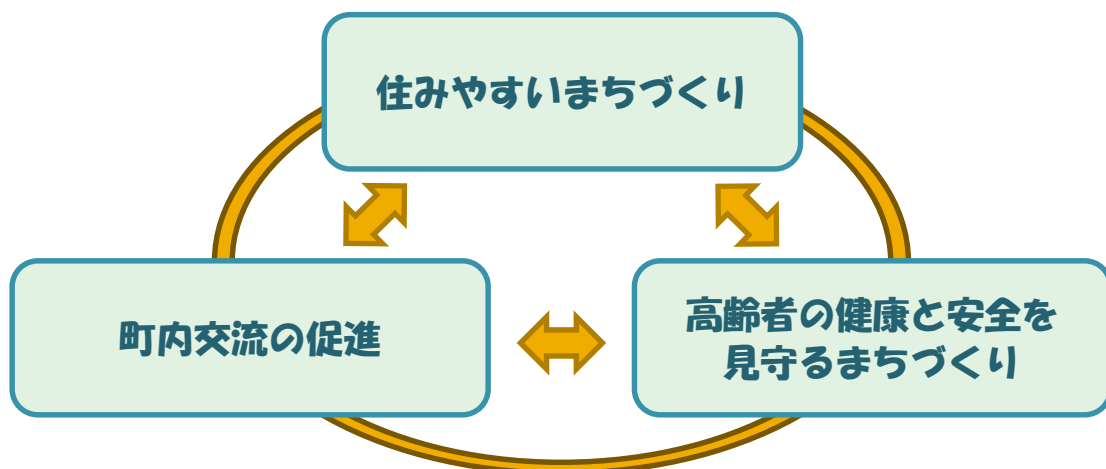 住みやすいまちづくり
町内交流の促進
高齢者の健康と安全を
見守るまちづくり